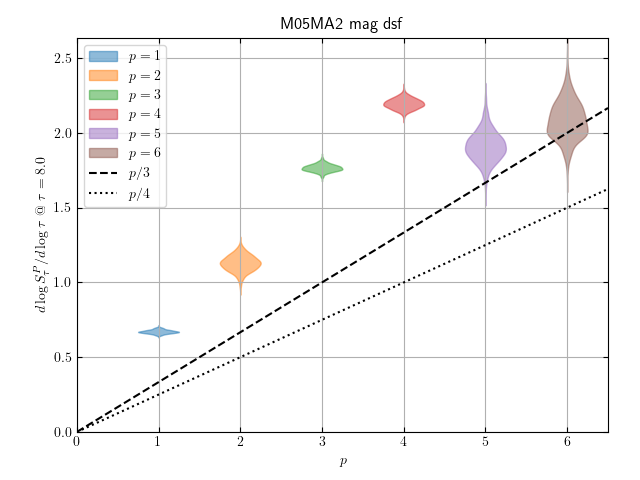 M05MA2 mag dsf
d log S_τ^P / d log τ @ τ = 8.0
2.5
2.0
1.5
1.0
0.5
0.0
p = 1
p = 2
p = 3
p = 4
p = 5
p = 6
p/3
p/4
0 1 2 3 4 5 6
p